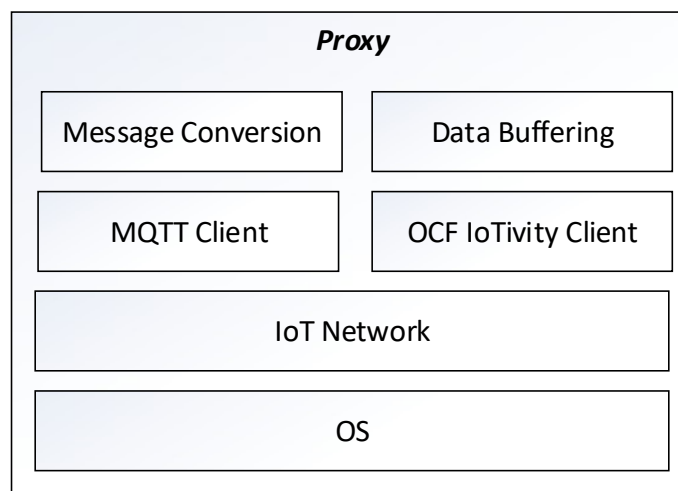 Proxy
Message Conversion
Data Buffering
MQTT Client
OCF IoTivity Client
IoT Network
OS